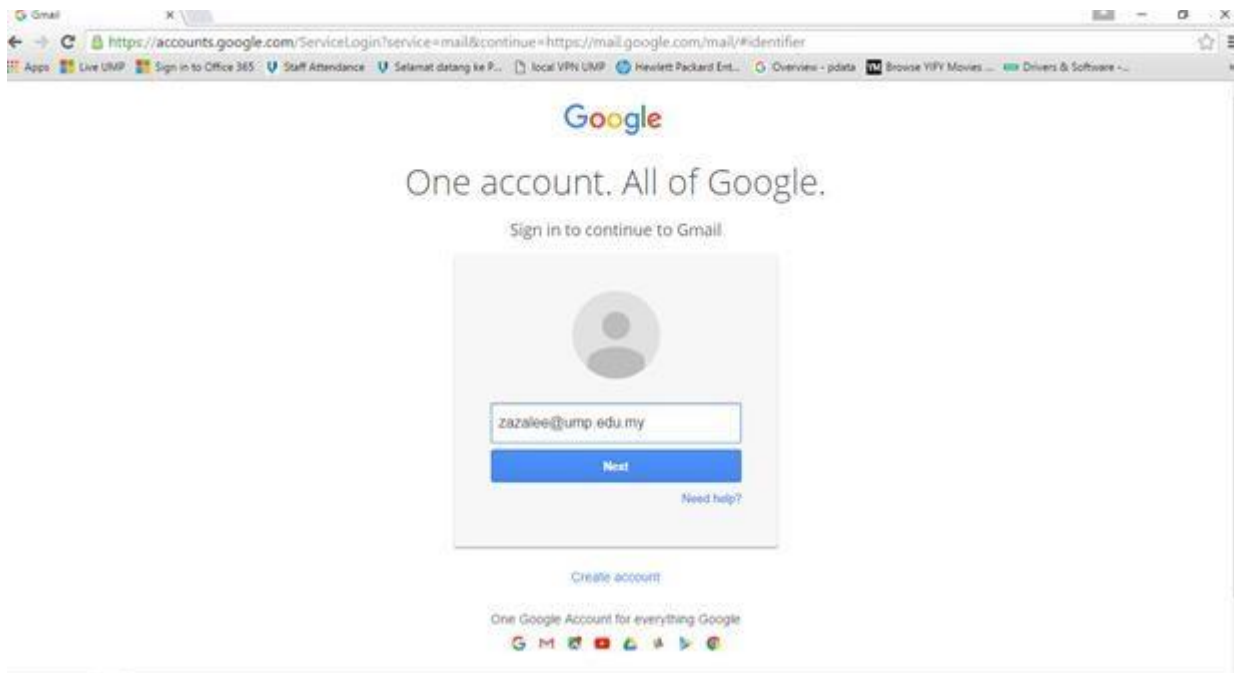 Gmail
https://accounts.google.com/ServiceLogin?service=mail&continue=https://mail.google.com/mail/#identifier
Apps Live UMP Sign in to Office 365 Staff Attendance Selamat datang ke P... local VPN UMP Hewlett Packard Ent... Overview - pdata YM Browse YIFY Movies ... Drivers & Software -...
Google
One account. All of Google.
Sign in to continue to Gmail
zazalee@ump.edu.my
Next
Need help?
Create account
One Google Account for everything Google